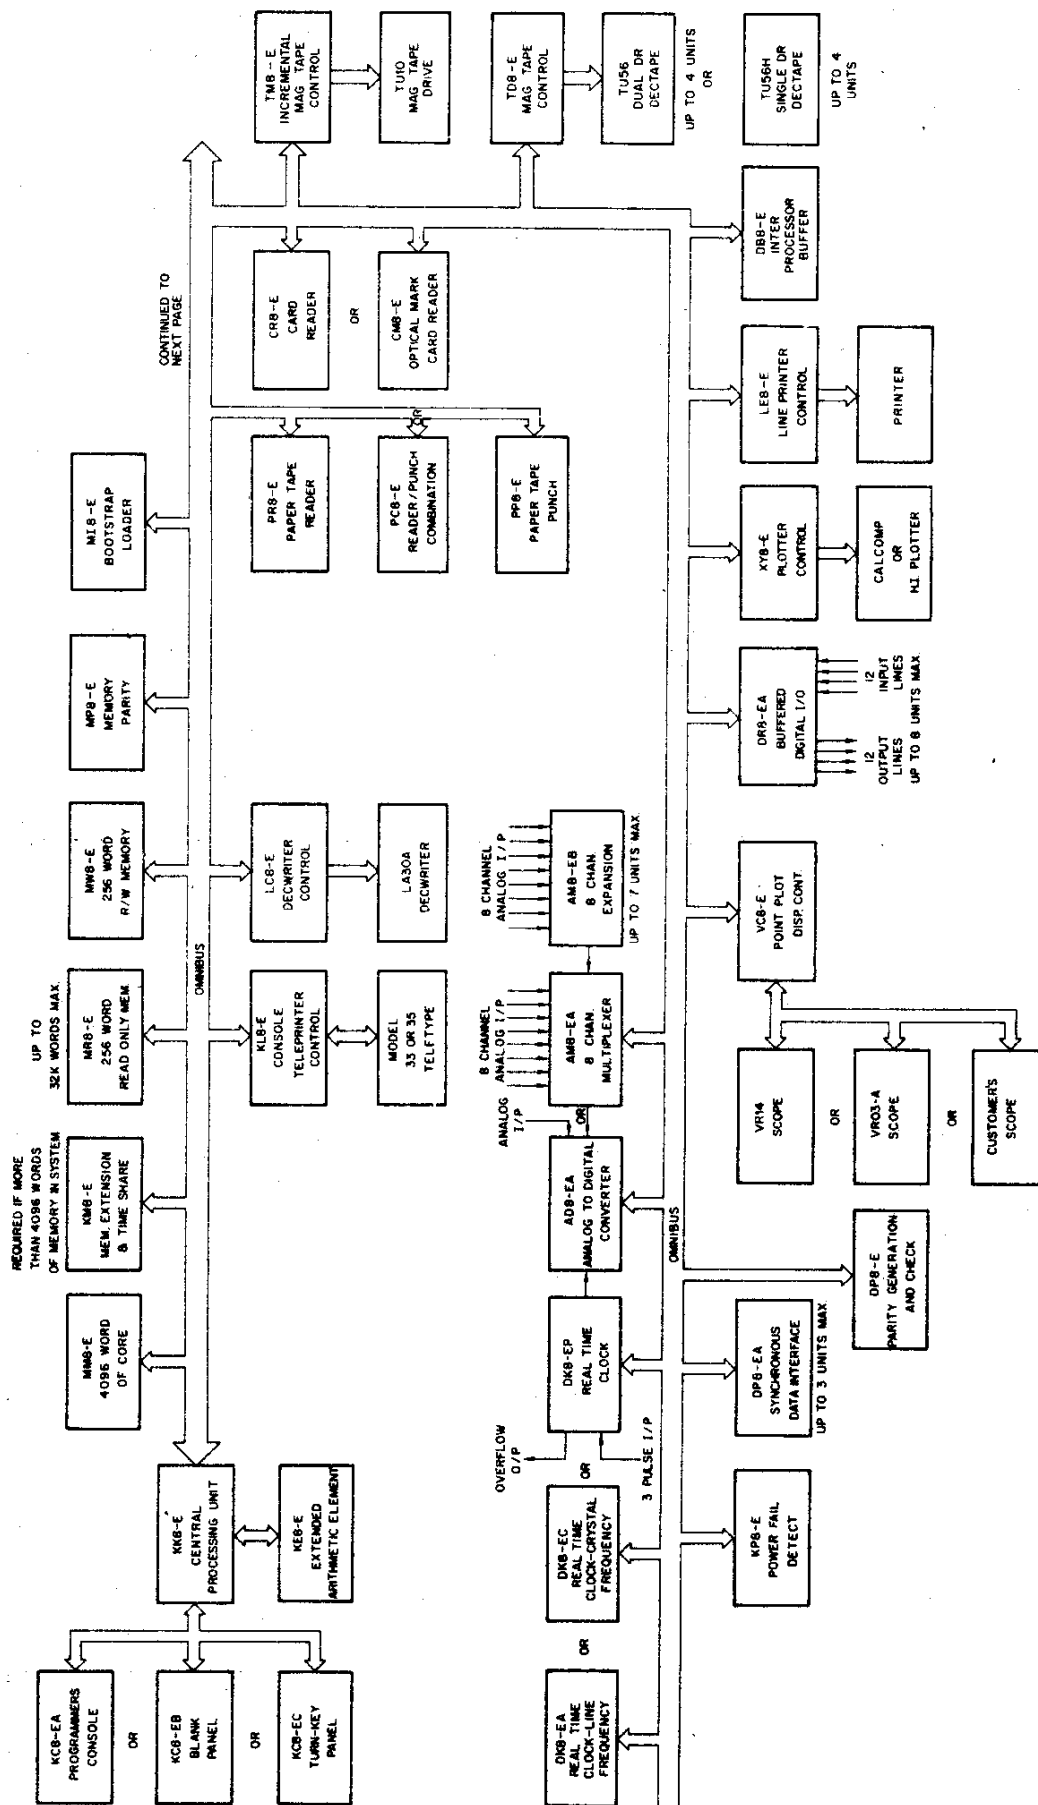 KC8-EA
PROGRAMMERS
CONSOLE
OR
KC8-EB
BLANK
PANEL
OR
KC8-EC
TURN-KEY
PANEL
KK8-E
CENTRAL
PROCESSING UNIT
KE8-E
EXTENDED
ARITHMETIC ELEMENT
MM8-E
4096 WORD
OF CORE
REQUIRED IF MORE
THAN 4096 WORDS
OF MEMORY IN SYSTEM
KM8-E
MEM. EXTENSION
& TIME SHARE
UP TO
32K WORDS MAX.
MR8-E
256 WORD
READ ONLY MEM.
MW8-E
256 WORD
R/W MEMORY
MP8-E
MEMORY
PARITY
MI8-E
BOOTSTRAP
LOADER
CONTINUED TO
NEXT PAGE
OMNIBUS
KL8-E
CONSOLE
TELEPRINTER
CONTROL
MODEL
33 OR 35
TELETYPE
LC8-E
DECWRITER
CONTROL
LA30A
DECWRITER
PR8-E
PAPER TAPE
READER
OR
PC8-E
READER/PUNCH
COMBINATION
PP8-E
PAPER TAPE
PUNCH
CR8-E
CARD
READER
OR
CM8-E
OPTICAL MARK
CARD READER
TM8-E
INCREMENTAL
MAG TAPE
CONTROL
TU10
MAG TAPE
DRIVE
TD8-E
MAG TAPE
CONTROL
TU56
DUAL DR
DECTAPE
UP TO 4 UNITS
OR
TU56H
SINGLE DR
DECTAPE
UP TO 4
UNITS
DK8-EA
REAL TIME
CLOCK-LINE
FREQUENCY
OR
DK8-EC
REAL TIME
CLOCK-CRYSTAL
FREQUENCY
OR
OVERFLOW
O/P
3 PULSE I/P
DK8-EP
REAL TIME
CLOCK
AD8-EA
ANALOG TO DIGITAL
CONVERTER
ANALOG
I/P
OR
8 CHANNEL
ANALOG I/P
AM8-EA
8 CHAN.
MULTIPLEXER
8 CHANNEL
ANALOG I/P
AM8-EB
8 CHAN.
EXPANSION
UP TO 7 UNITS MAX.
OMNIBUS
KP8-E
POWER FAIL
DETECT
DP8-EA
SYNCHRONOUS
DATA INTERFACE
UP TO 3 UNITS MAX
DP8-E
PARITY GENERATION
AND CHECK
VC8-E
POINT PLOT
DISP. CONT.
VR14
SCOPE
OR
VR03-A
SCOPE
OR
CUSTOMER'S
SCOPE
DR8-EA
BUFFERED
DIGITAL I/O
12
OUTPUT
LINES
12
INPUT
LINES
UP TO 8 UNITS MAX.
XY8-E
PLOTTER
CONTROL
CALCOMP
OR
H.I. PLOTTER
LE8-E
LINE PRINTER
CONTROL
PRINTER
DB8-E
INTER
PROCESSOR
BUFFER